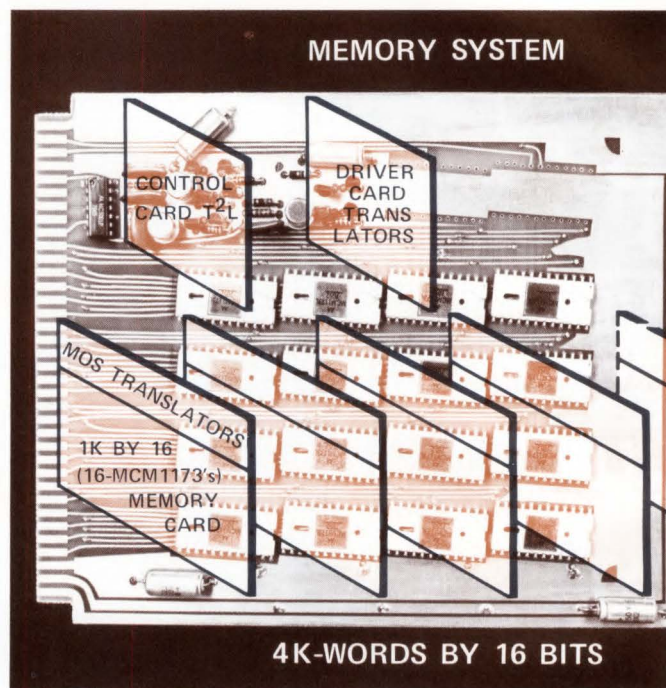 MEMORY SYSTEM
CONTROL
CARD T²L
DRIVER
CARD
TRANS
LATORS
MOS TRANSLATORS
1K BY 16
(16-MCM1173's)
MEMORY
CARD
4K-WORDS BY 16 BITS